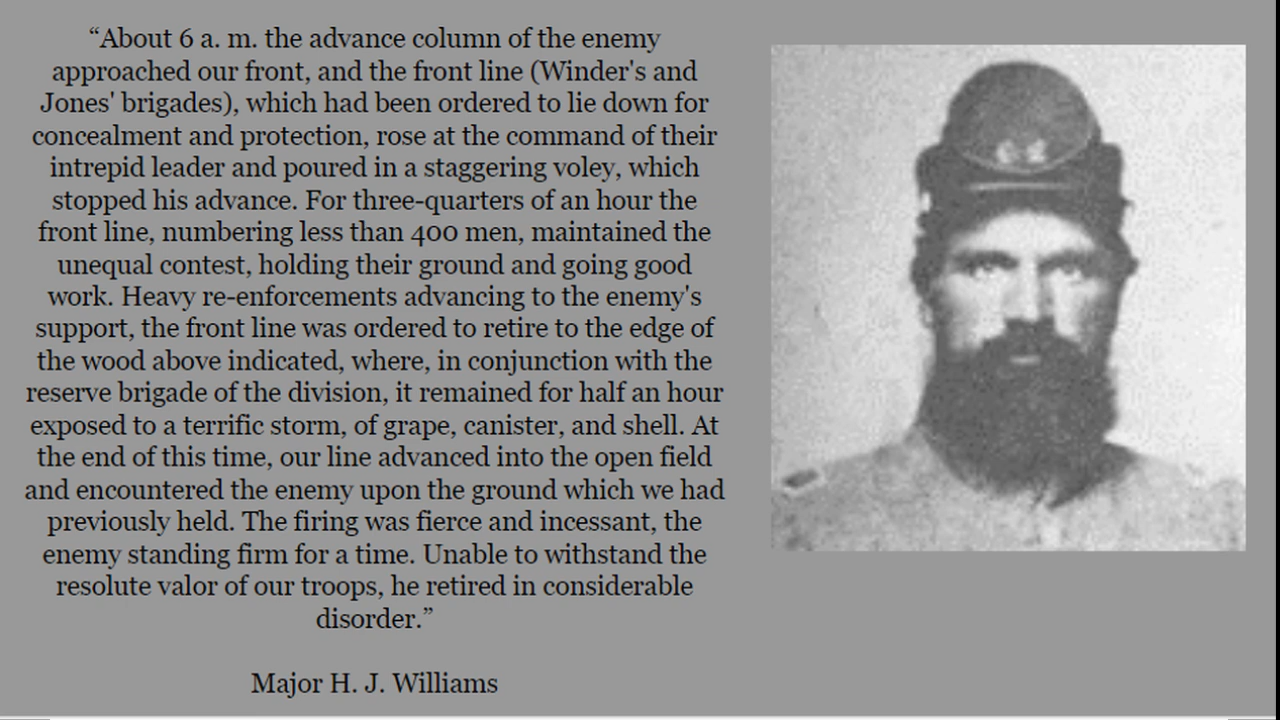 “About 6 a. m. the advance column of the enemy
approached our front, and the front line (Winder's and
Jones' brigades), which had been ordered to lie down for
concealment and protection, rose at the command of their
intrepid leader and poured in a staggering voley, which
stopped his advance. For three-quarters of an hour the
front line, numbering less than 400 men, maintained the
unequal contest, holding their ground and going good
work. Heavy re-enforcements advancing to the enemy's
support, the front line was ordered to retire to the edge of
the wood above indicated, where, in conjunction with the
reserve brigade of the division, it remained for half an hour
exposed to a terrific storm, of grape, canister, and shell. At
the end of this time, our line advanced into the open field
and encountered the enemy upon the ground which we had
previously held. The firing was fierce and incessant, the
enemy standing firm for a time. Unable to withstand the
resolute valor of our troops, he retired in considerable
disorder.”
Major H. J. Williams